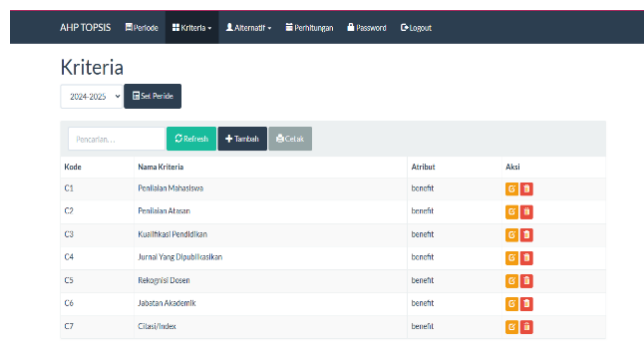 AHP TOPSIS Periode Kriteria Alternatif Perhitungan Password Logout
Kriteria
2024-2025 Set Peride
Pencarian... Refresh Tambah Cetak
Kode Nama Kriteria Atribut Aksi
C1 Penilaian Mahasiswa benefit
C2 Penilaian Atasan benefit
C3 Kualifikasi Pendidikan benefit
C4 Jurnal Yang Dipublikasikan benefit
C5 Rekognisi Dosen benefit
C6 Jabatan Akademik benefit
C7 Citasi/Index benefit